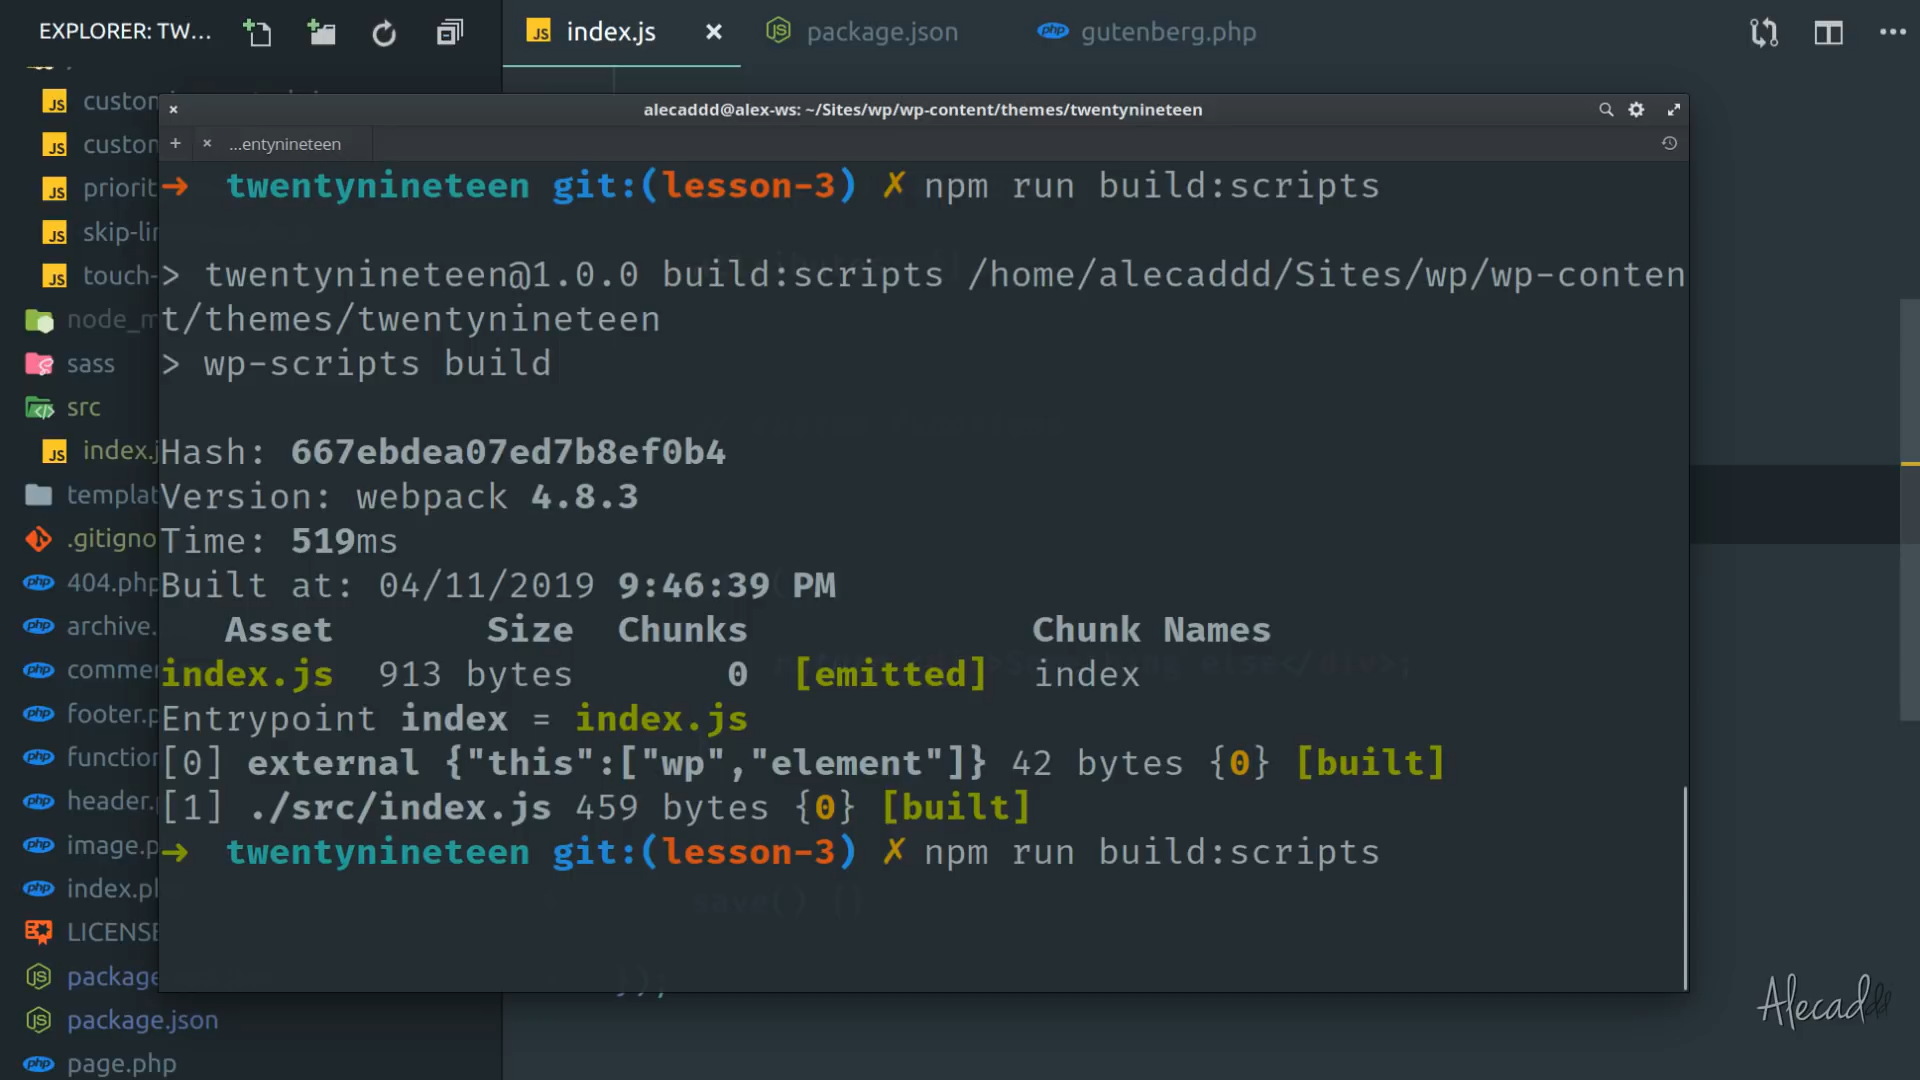 EXPLORER: TW...
index.js
package.json
gutenberg.php
JS
JS custom
JS custom
JS priorit
JS skip-lin
JS touch-
node_m
sass
src
JS index.j
templat
.gitigno
php 404.php
php archive.
php commen
php footer.p
php function
php header.
php image.p
php index.ph
LICENSE
package
package.json
php page.php
alecaddd@alex-ws: ~/Sites/wp/wp-content/themes/twentynineteen
...entynineteen
➜ twentynineteen git:(lesson-3) ✗ npm run build:scripts
> twentynineteen@1.0.0 build:scripts /home/alecaddd/Sites/wp/wp-conten
t/themes/twentynineteen
> wp-scripts build
Hash: 667ebdea07ed7b8ef0b4
Version: webpack 4.8.3
Time: 519ms
Built at: 04/11/2019 9:46:39 PM
Asset Size Chunks Chunk Names
index.js 913 bytes 0 [emitted] index
Entrypoint index = index.js
[0] external {"this":["wp","element"]} 42 bytes {0} [built]
[1] ./src/index.js 459 bytes {0} [built]
➜ twentynineteen git:(lesson-3) ✗ npm run build:scripts
save() {
});
Alecaddd